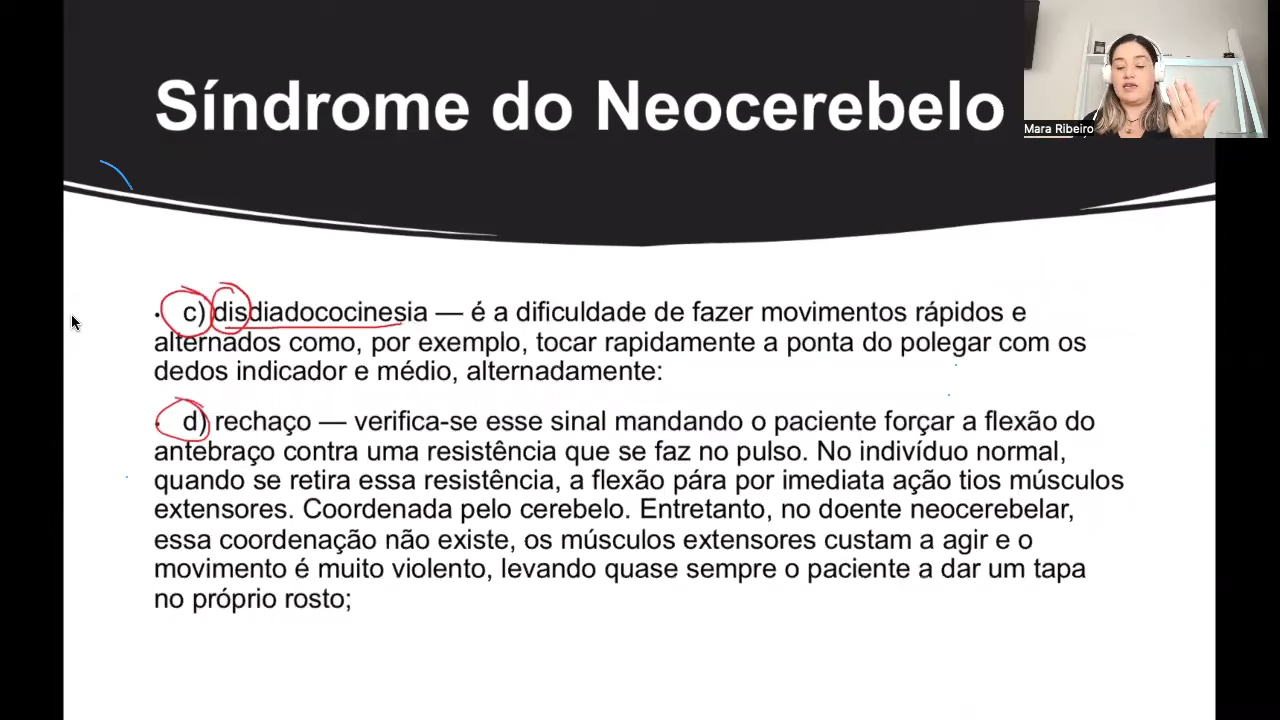 Síndrome do Neocerebelo
Mara Ribeiro
• c) disdiadococinesia — é a dificuldade de fazer movimentos rápidos e
alternados como, por exemplo, tocar rapidamente a ponta do polegar com os
dedos indicador e médio, alternadamente:
• d) rechaço — verifica-se esse sinal mandando o paciente forçar a flexão do
antebraço contra uma resistência que se faz no pulso. No indivíduo normal,
quando se retira essa resistência, a flexão pára por imediata ação tios músculos
extensores. Coordenada pelo cerebelo. Entretanto, no doente neocerebelar,
essa coordenação não existe, os músculos extensores custam a agir e o
movimento é muito violento, levando quase sempre o paciente a dar um tapa
no próprio rosto;